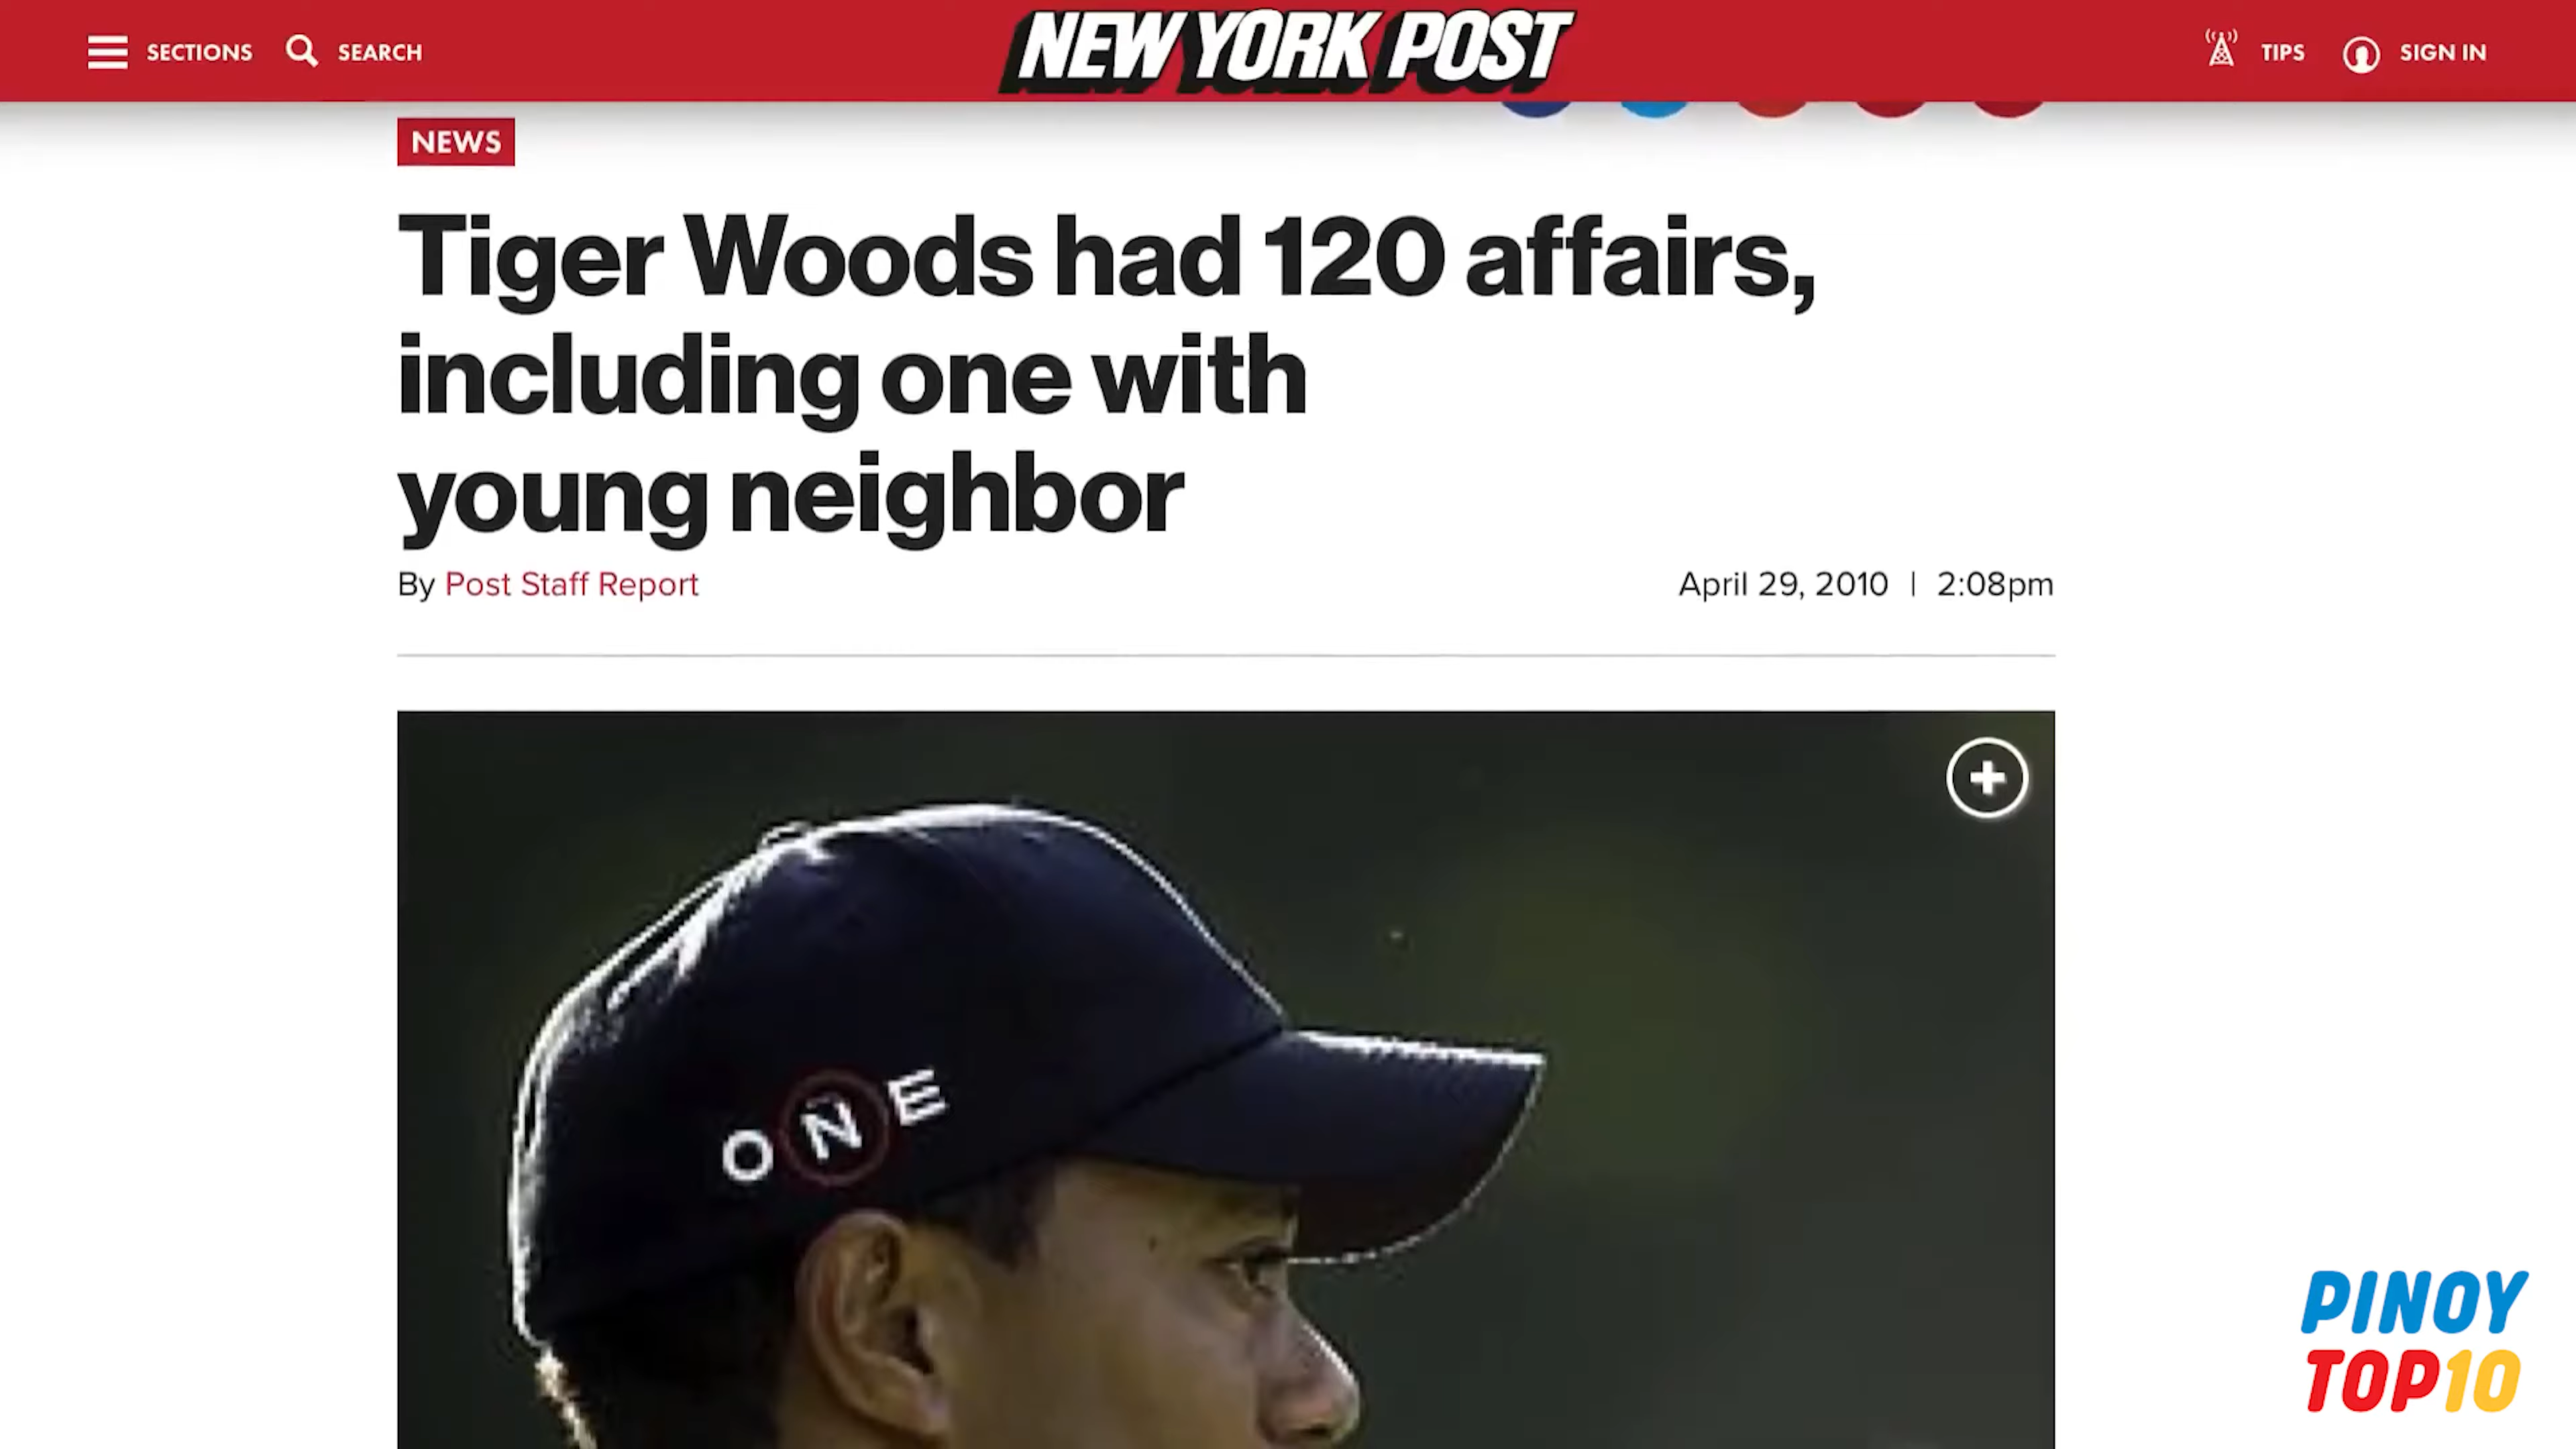 SECTIONS
SEARCH
NEW YORK POST
TIPS
SIGN IN
NEWS
Tiger Woods had 120 affairs,
including one with
young neighbor
By Post Staff Report
April 29, 2010 | 2:08pm
ONE
PINOY
TOP10